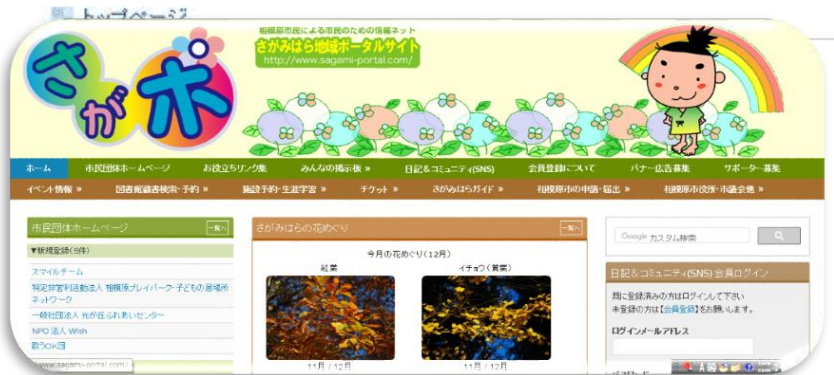 トップページ
さがポ
相模原市民による市民のための情報ネット
さがみはら地域ポータルサイト
http://www.sagami-portal.com/
ホーム 市民団体ホームページ お役立ちリンク集 みんなの掲示板 » 日記&コミュニティ(SNS) 会員登録について バナー広告募集 サポーター募集
イベント情報 » 図書館蔵書検索・予約 » 施設予約・生涯学習 » チケット » さがみはらガイド » 相模原市の申請・届出 » 相模原市役所・市議会他 »
市民団体ホームページ 一覧へ
▼新規登録(5件)
スマイルチーム
特定非営利活動法人 相模原プレイパーク・子どもの居場所
ネットワーク
一般社団法人 光が丘ふれあいセンター
NPO 法人 Wish
歌うOK団
www.sagami-portal.com/
さがみはらの花めぐり 一覧へ
今月の花めぐり(12月)
紅葉 イチョウ(黄葉)
11月 / 12月 11月 / 12月
Google カスタム検索
日記&コミュニティ(SNS) 会員ログイン
既に登録済みの方はログインして下さい
未登録の方は【会員登録】をお願いします。
ログインメールアドレス
パスワード